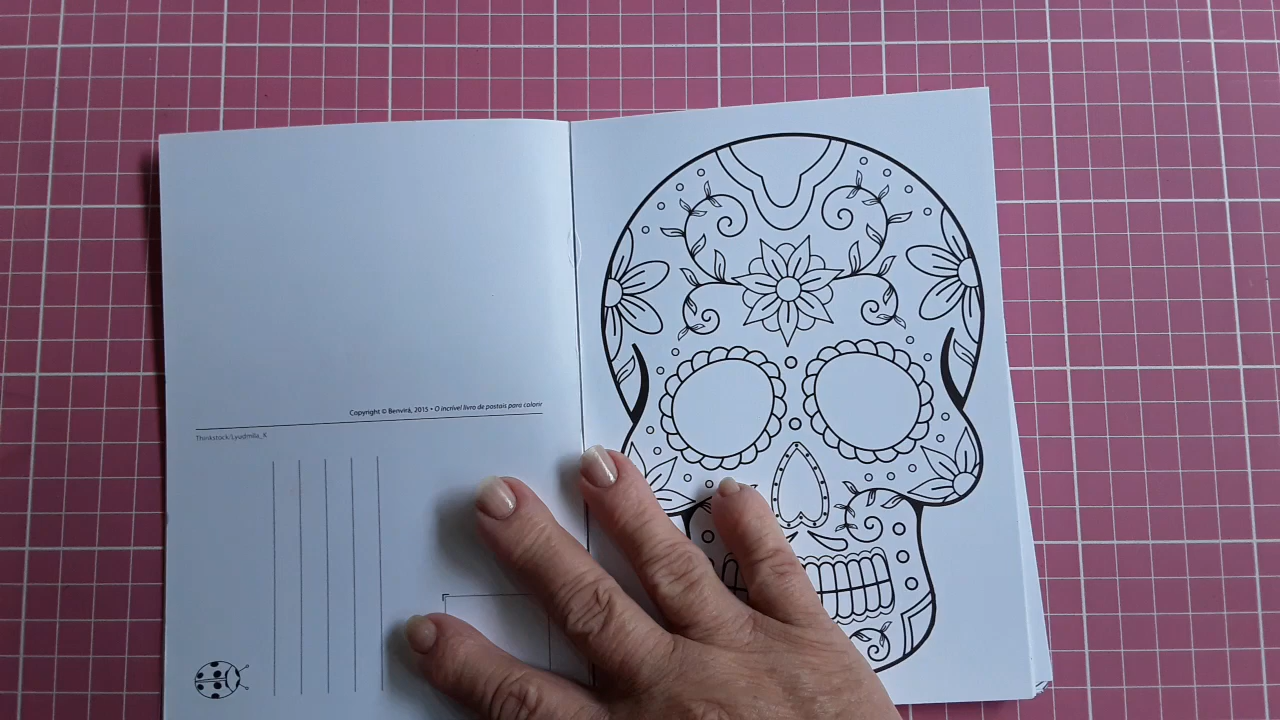 Copyright © Benvirá, 2015 • O incrível livro de postais para colorir
Thinkstock/Lyudmila_K